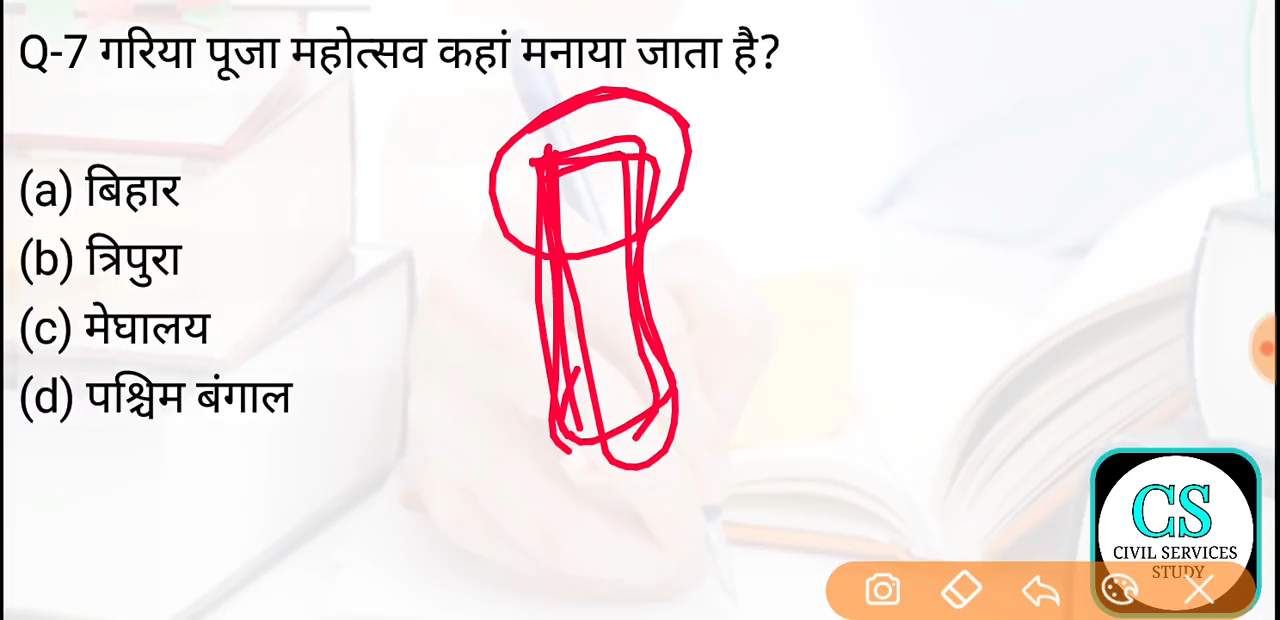 Q-7 गरिया पूजा महोत्सव कहां मनाया जाता है?
(a) बिहार
(b) त्रिपुरा
(c) मेघालय
(d) पश्चिम बंगाल
CS
CIVIL SERVICES
STUDY